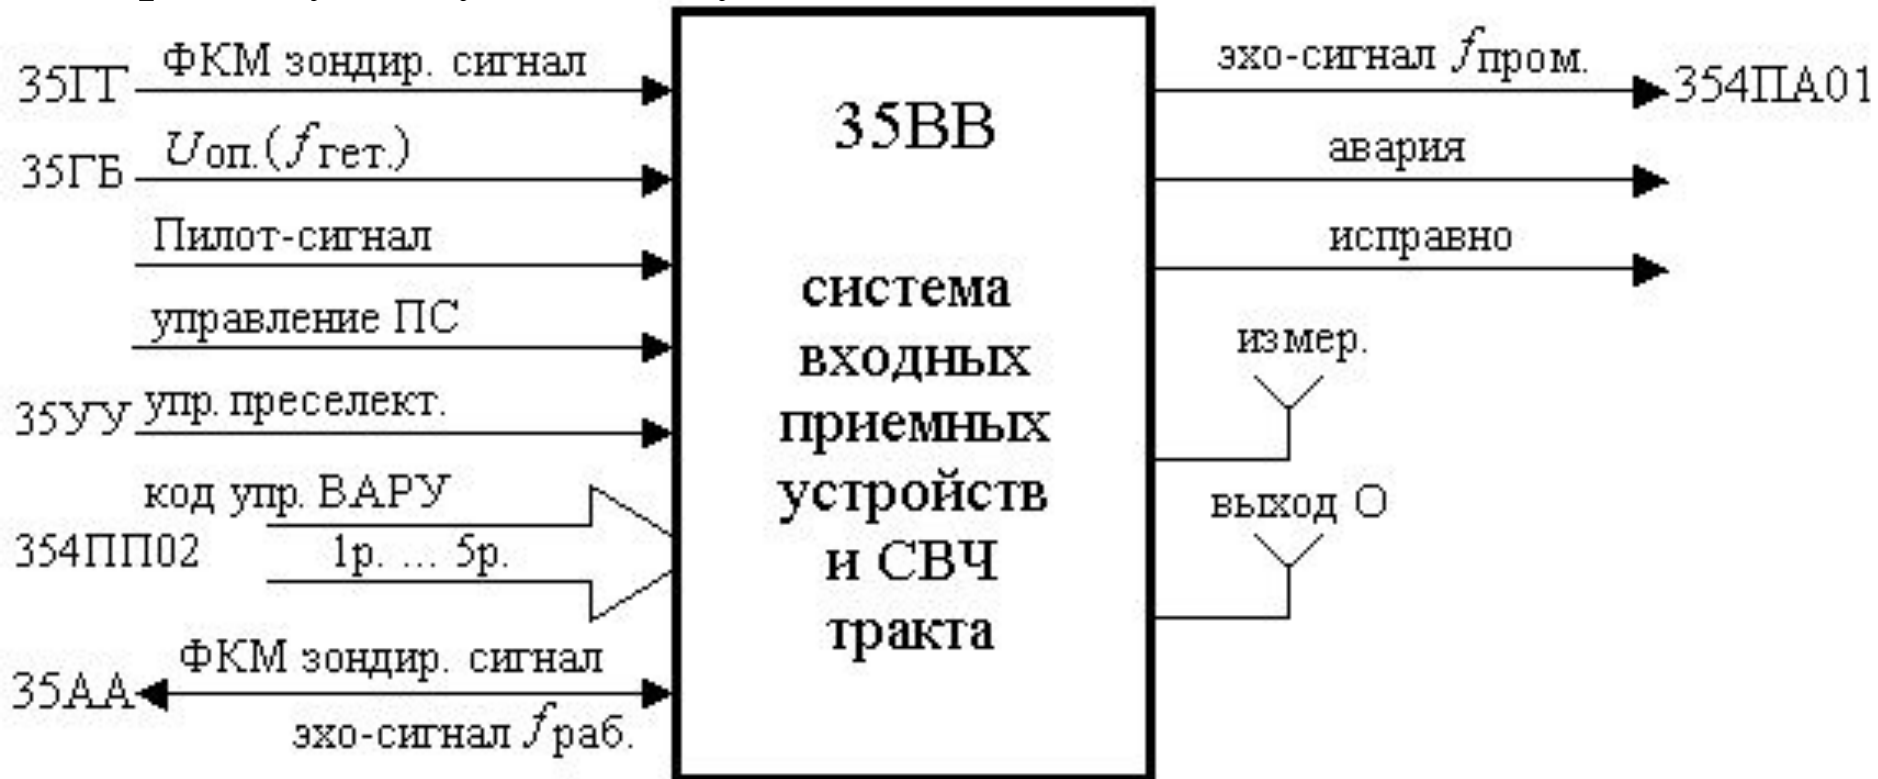 35ГТ ФКМ зондир. сигнал
35ГБ Uоп.(fгет.)
Пилот-сигнал
управление ПС
35УУ упр. преселект.
код упр. ВАРУ
354ПП02 1р. ... 5р.
ФКМ зондир. сигнал
35АА
эхо-сигнал fраб.
35ВВ
система
входных
приемных
устройств
и СВЧ
тракта
эхо-сигнал fпром.
354ПА01
авария
исправно
измер.
выход О